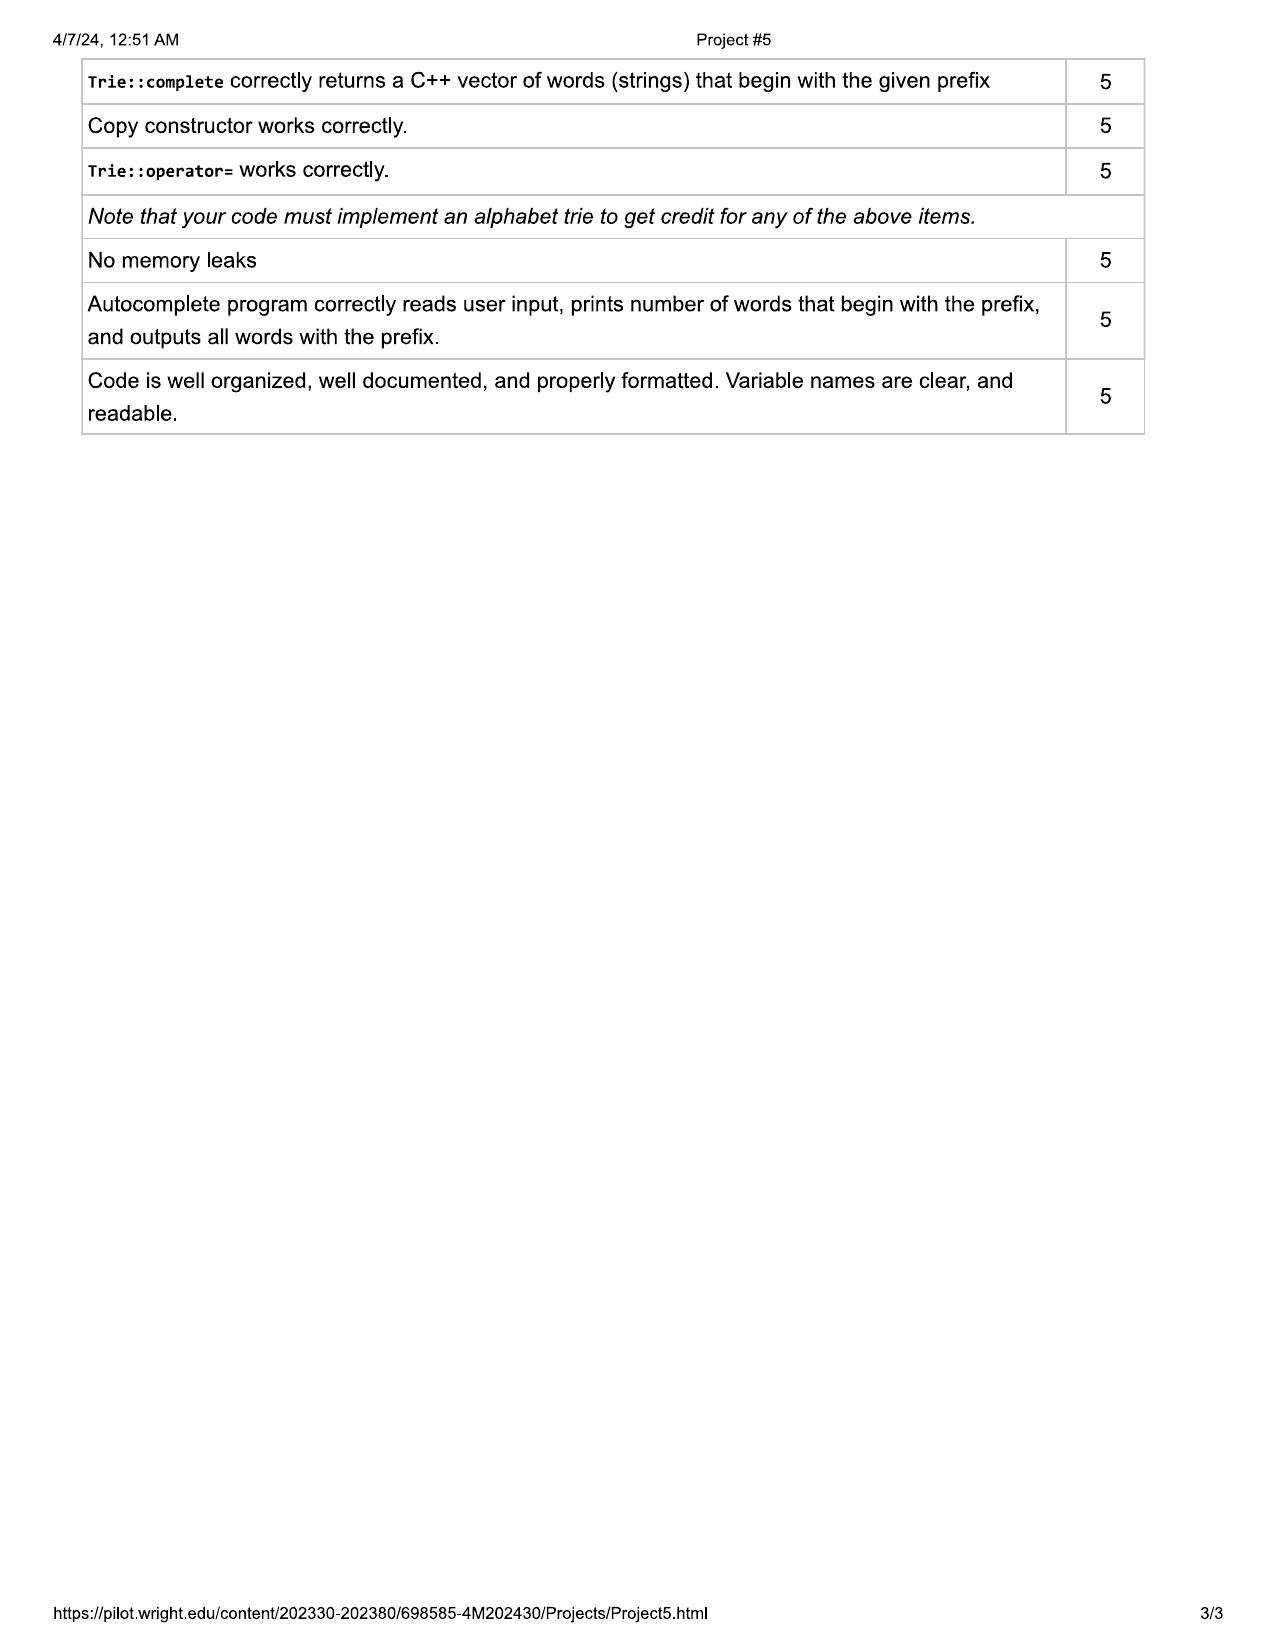 4/7/24, 12:51 AM
Project #5
Trie::complete correctly returns a C++ vector of words (strings) that begin with the given prefix
5
Copy constructor works correctly.
5
Trie::operator= works correctly.
5
Note that your code must implement an alphabet trie to get credit for any of the above items.
No memory leaks
5
Autocomplete program correctly reads user input, prints number of words that begin with the prefix,
and outputs all words with the prefix.
5
Code is well organized, well documented, and properly formatted. Variable names are clear, and
readable.
5
https://pilot.wright.edu/content/202330-202380/698585-4M202430/Projects/Project5.html
3/3